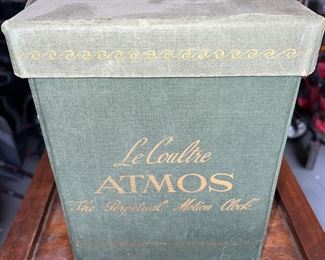 Le Coultre
ATMOS
"The Perpetual Motion Clock"